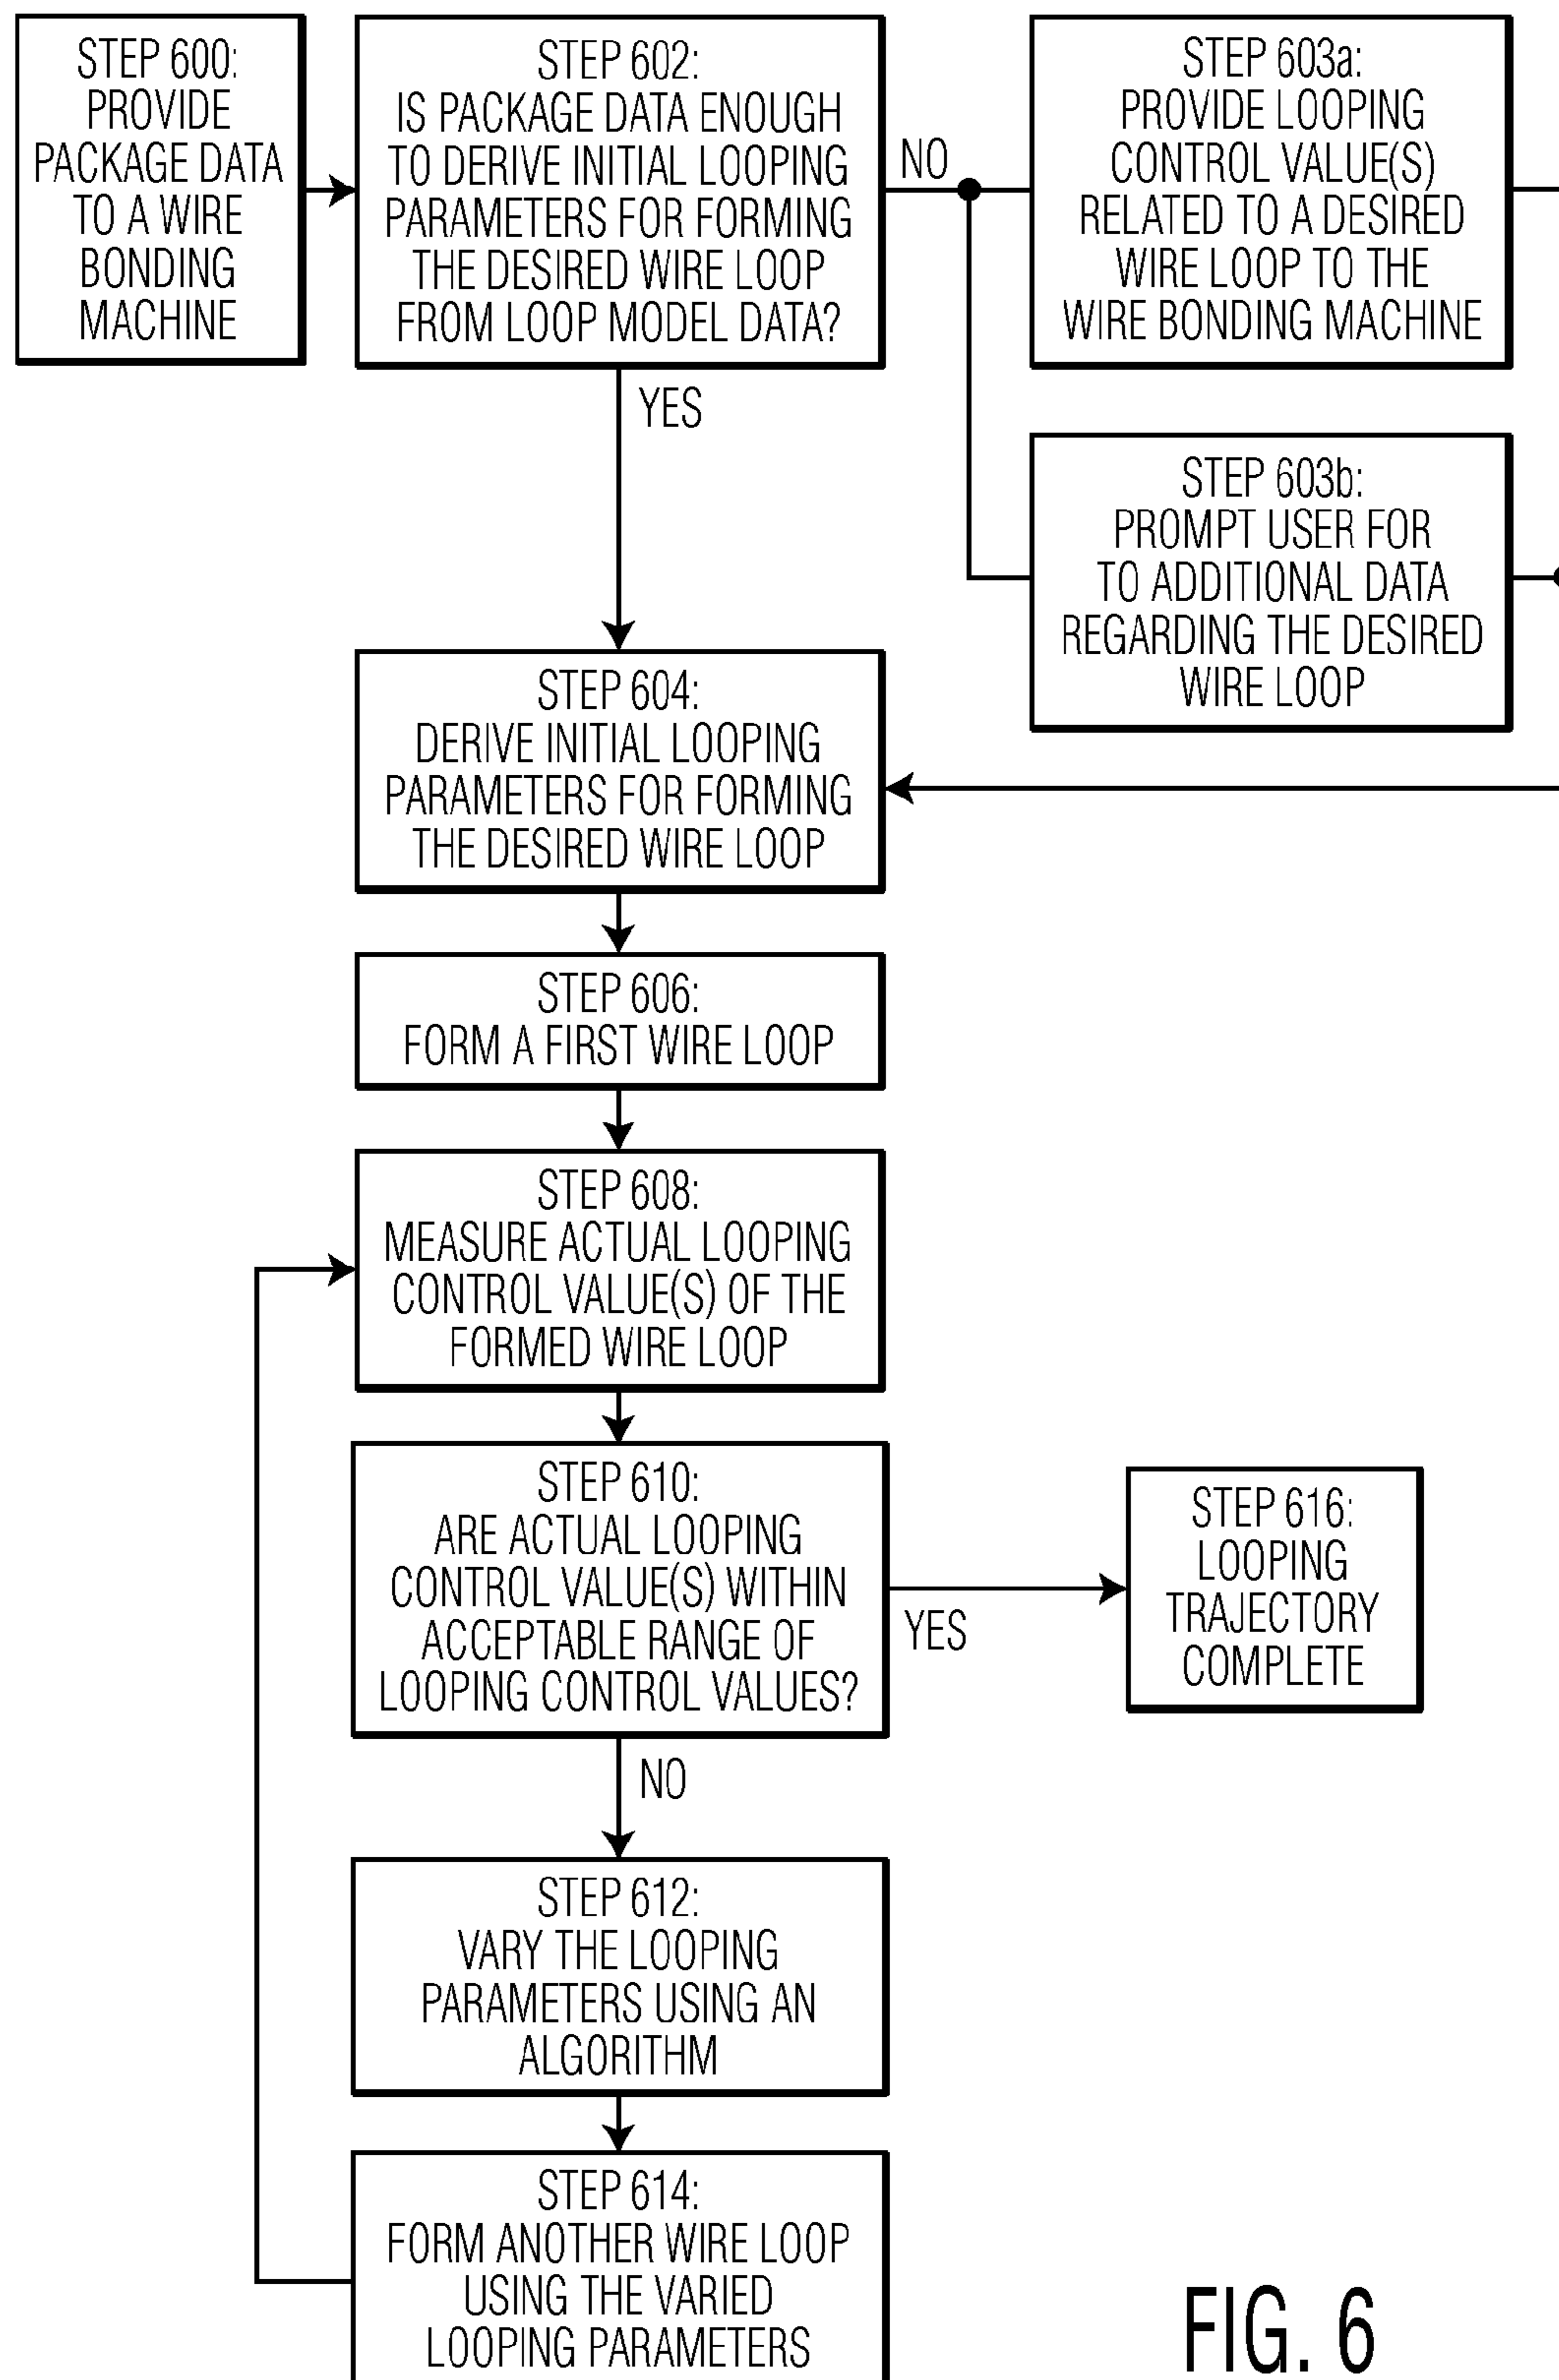 STEP 600:
PROVIDE
PACKAGE DATA
TO A WIRE
BONDING
MACHINE
STEP 602:
IS PACKAGE DATA ENOUGH
TO DERIVE INITIAL LOOPING
PARAMETERS FOR FORMING
THE DESIRED WIRE LOOP
FROM LOOP MODEL DATA?
NO
STEP 603a:
PROVIDE LOOPING
CONTROL VALUE(S)
RELATED TO A DESIRED
WIRE LOOP TO THE
WIRE BONDING MACHINE
YES
STEP 603b:
PROMPT USER FOR
TO ADDITIONAL DATA
REGARDING THE DESIRED
WIRE LOOP
STEP 604:
DERIVE INITIAL LOOPING
PARAMETERS FOR FORMING
THE DESIRED WIRE LOOP
STEP 606:
FORM A FIRST WIRE LOOP
STEP 608:
MEASURE ACTUAL LOOPING
CONTROL VALUE(S) OF THE
FORMED WIRE LOOP
STEP 610:
ARE ACTUAL LOOPING
CONTROL VALUE(S) WITHIN
ACCEPTABLE RANGE OF
LOOPING CONTROL VALUES?
YES
STEP 616:
LOOPING
TRAJECTORY
COMPLETE
NO
STEP 612:
VARY THE LOOPING
PARAMETERS USING AN
ALGORITHM
STEP 614:
FORM ANOTHER WIRE LOOP
USING THE VARIED
LOOPING PARAMETERS
FIG. 6